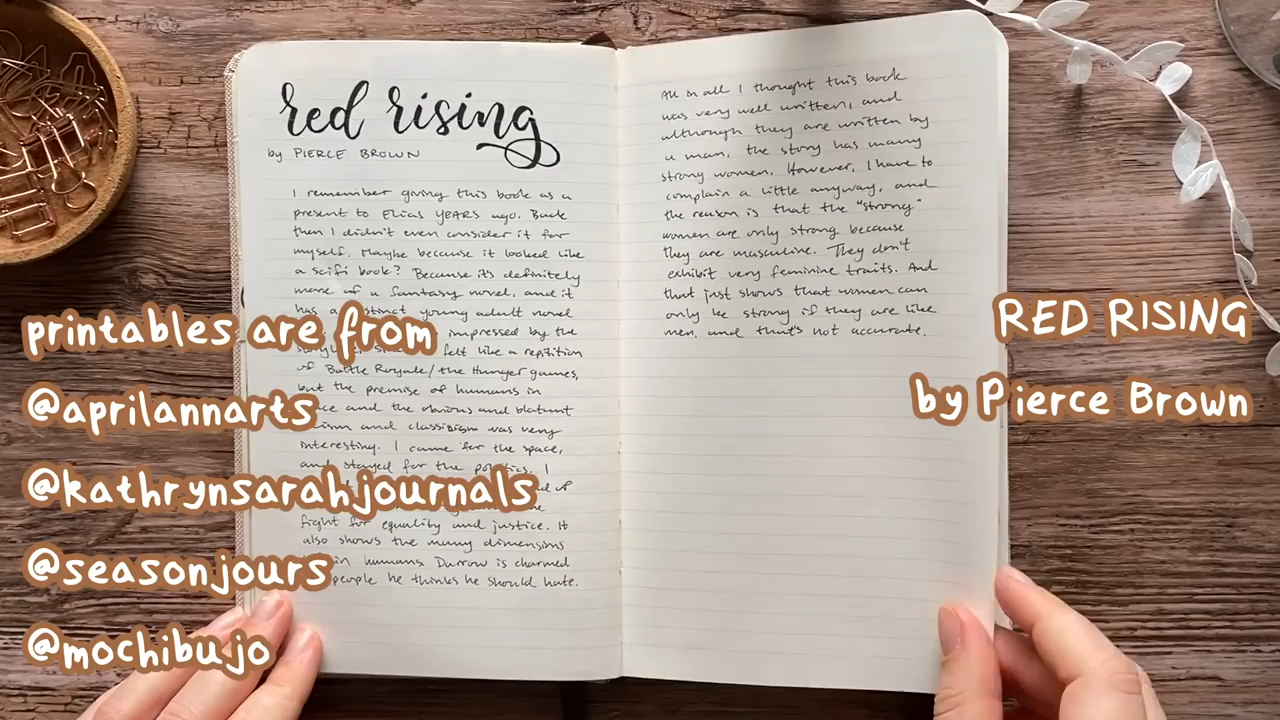 red rising
by PIERCE BROWN
I remember giving this book as a
present to Elias YEARS ago. Back
then I didn't even consider it for
myself. Maybe because it looked like
a scifi book? Because it's definitely
more of a fantasy novel, and it
has a distinct young adult novel
impressed by the
felt like a repitition
of Battle Royale/the Hunger games,
but the premise of humans in
and the obvious and blatant
and classism was very
interesting. I came for the space,
and stayed for the politics. I
of
fight for equality and justice. It
also shows the many dimensions
in humans. Darrow is charmed
people he thinks he should hate.
All in all I thought this book
was very well written, and
although they are written by
a man, the story has many
strong women. However, I have to
complain a little anyway, and
the reason is that the "strong"
women are only strong because
they are masculine. They don't
exhibit very feminine traits. And
that just shows that women can
only be strong if they are like
men, and that's not accurate.
printables are from
@aprilannarts
@kathrynsarahjournals
@seasonjours
@mochibujo
RED RISING
by Pierce Brown